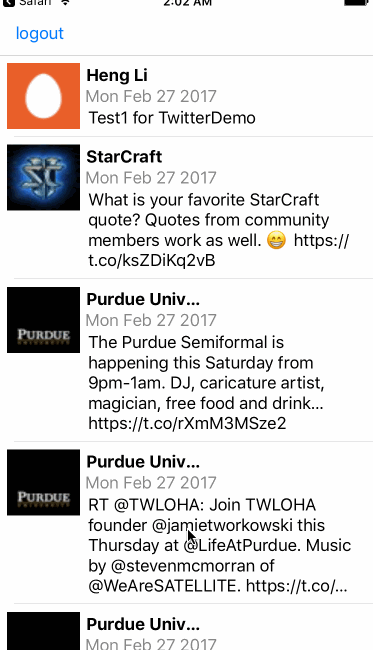 Safari
2:02 AM
logout
Heng Li
Mon Feb 27 2017
Test1 for TwitterDemo
StarCraft
Mon Feb 27 2017
What is your favorite StarCraft
quote? Quotes from community
members work as well. 😁 https://
t.co/ksZDiKq2vB
Purdue Univ...
Mon Feb 27 2017
PURDUE
The Purdue Semiformal is
happening this Saturday from
9pm-1am. DJ, caricature artist,
magician, free food and drink...
https://t.co/rXmM3MSze2
Purdue Univ...
Mon Feb 27 2017
PURDUE
RT @TWLOHA: Join TWLOHA
founder @jamietworkowski this
Thursday at @LifeAtPurdue. Music
by @stevenmcmorran of
@WeAreSATELLITE. https://t.co/...
Purdue Univ...
Mon Feb 27 2017